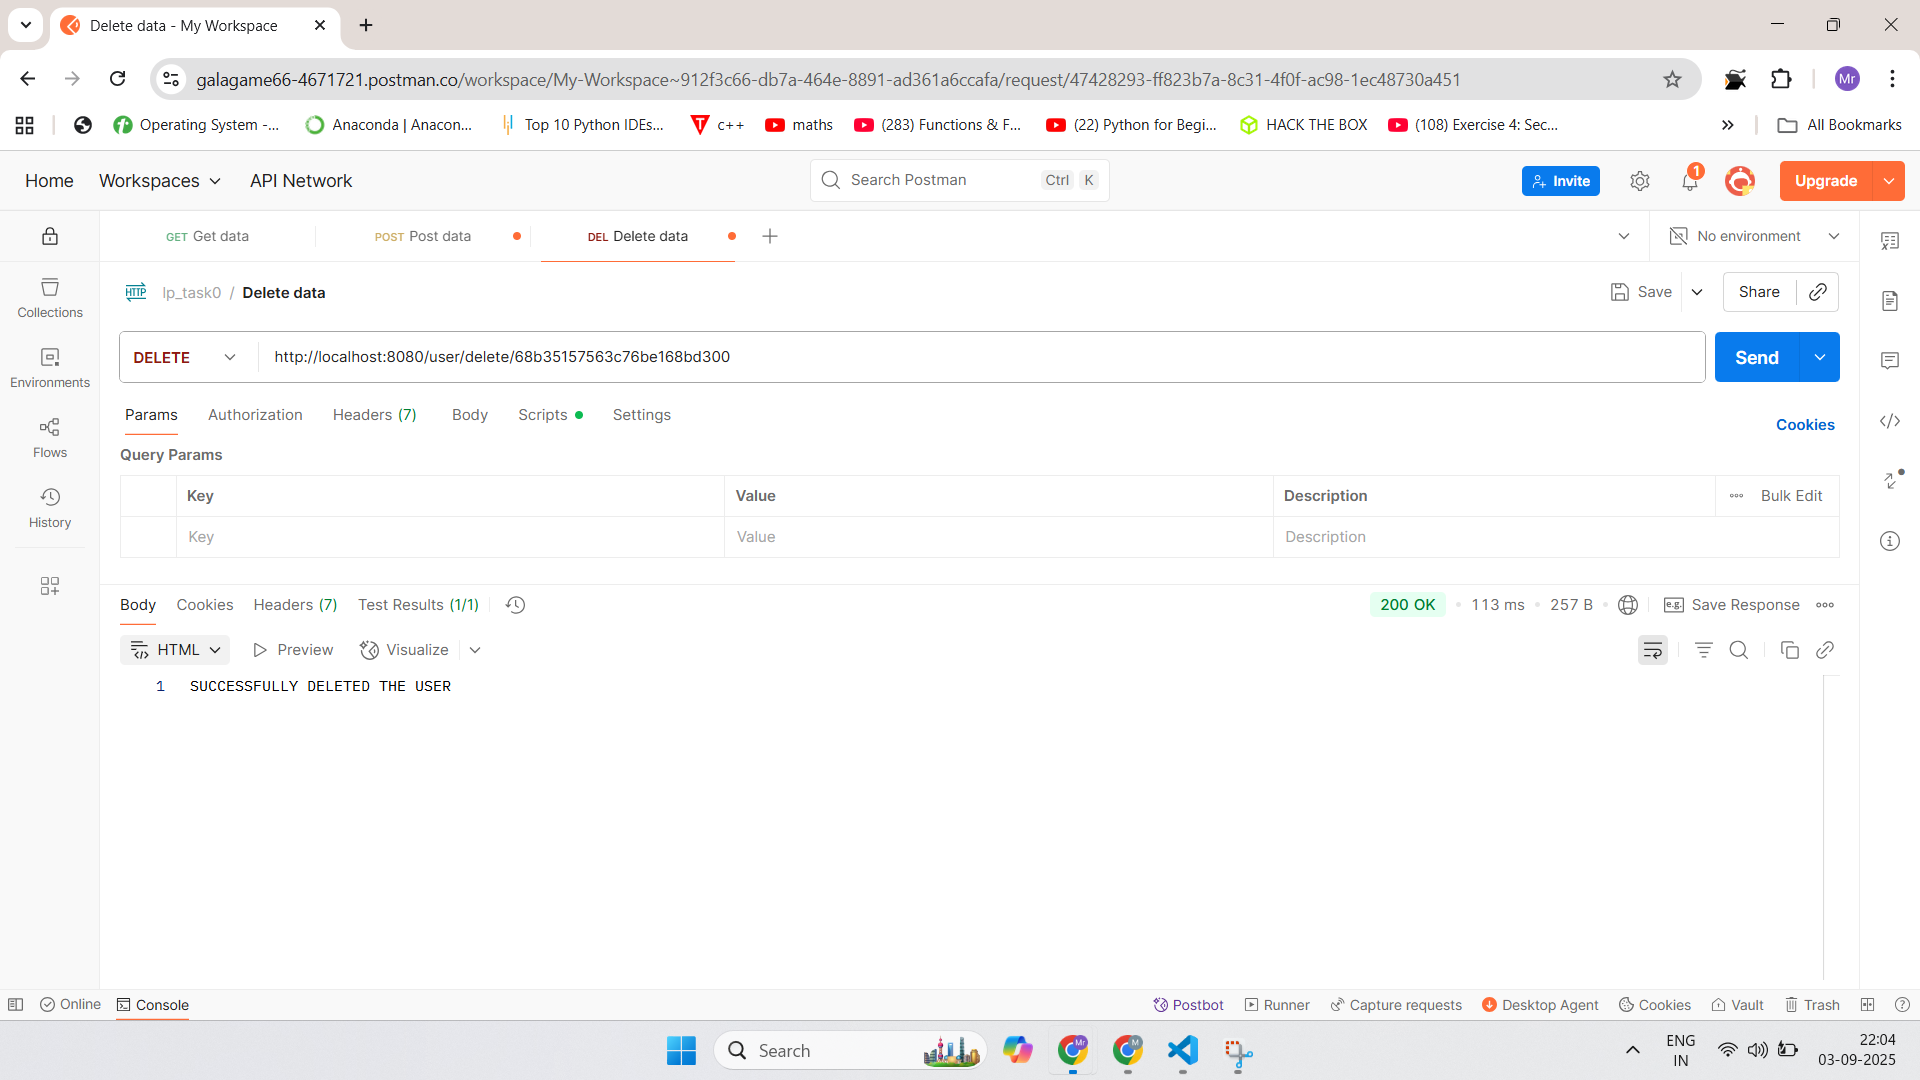 Delete data - My Workspace
galagame66-4671721.postman.co/workspace/My-Workspace~912f3c66-db7a-464e-8891-ad361a6ccafa/request/47428293-ff823b7a-8c31-4f0f-ac98-1ec48730a451
Mr
Operating System -...
Anaconda | Anacon...
Top 10 Python IDEs...
c++
maths
(283) Functions & F...
(22) Python for Begi...
HACK THE BOX
(108) Exercise 4: Sec...
All Bookmarks
Home
Workspaces
API Network
Search Postman
Ctrl K
Invite
1
Upgrade
GET Get data
POST Post data
DEL Delete data
No environment
HTTP lp_task0 / Delete data
Save
Share
Collections
Environments
Flows
History
DELETE
http://localhost:8080/user/delete/68b35157563c76be168bd300
Send
Params
Authorization
Headers (7)
Body
Scripts
Settings
Cookies
Query Params
Key Value Description Bulk Edit
Key Value Description
Body
Cookies
Headers (7)
Test Results (1/1)
200 OK
113 ms
257 B
e.g. Save Response
HTML
Preview
Visualize
1 SUCCESSFULLY DELETED THE USER
Online
Console
Postbot
Runner
Capture requests
Desktop Agent
Cookies
Vault
Trash
Search
Mr
M
ENG
IN
22:04
03-09-2025